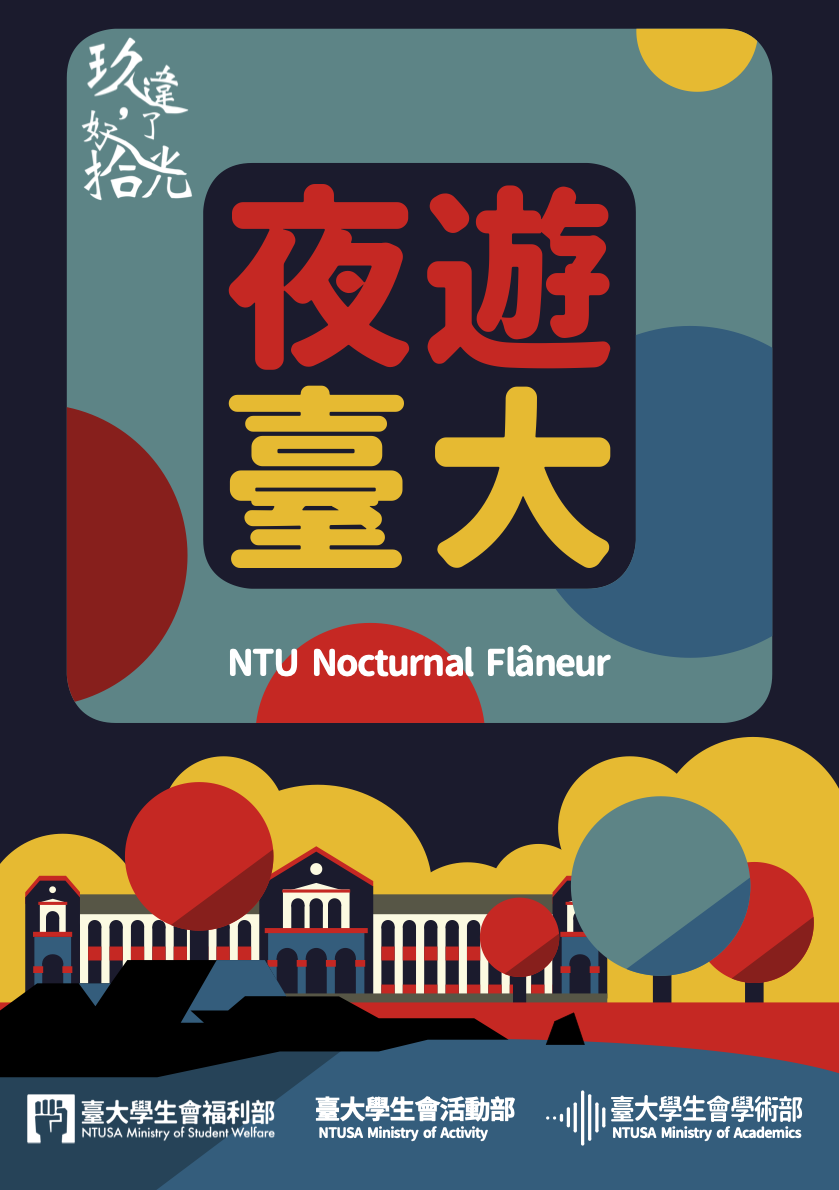 玖違
好，了
拾光
夜遊
臺大
NTU Nocturnal Flâneur
臺大學生會福利部
NTUSA Ministry of Student Welfare
臺大學生會活動部
NTUSA Ministry of Activity
臺大學生會學術部
NTUSA Ministry of Academics